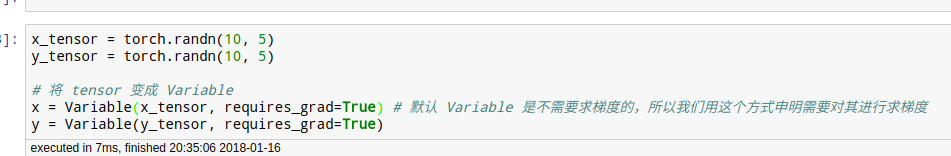 ]:
x_tensor = torch.randn(10, 5)
y_tensor = torch.randn(10, 5)
# 将 tensor 变成 Variable
x = Variable(x_tensor, requires_grad=True) # 默认 Variable 是不需要求梯度的，所以我们用这个方式申明需要对其进行求梯度
y = Variable(y_tensor, requires_grad=True)
executed in 7ms, finished 20:35:06 2018-01-16